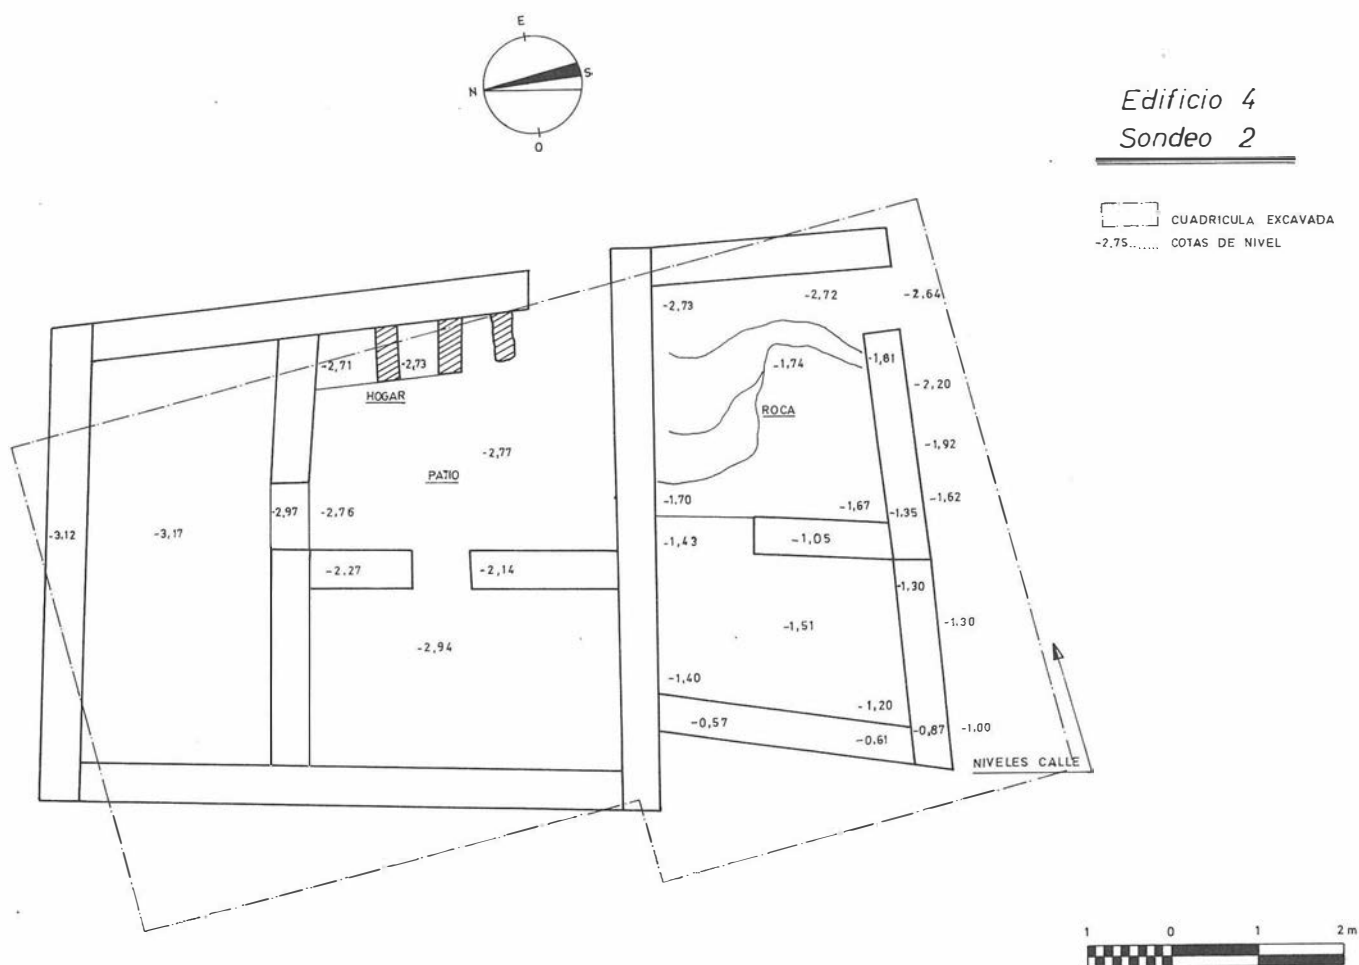 E
N
S
O
Edificio 4
Sondeo 2
CUADRICULA EXCAVADA
-2.75....... COTAS DE NIVEL
-2.73
-2.72
-2.64
-2,71
-2,73
HOGAR
-1,74
-1,81
-2,20
ROCA
-2,77
-1,92
PATIO
-1.70
-1,67
-1.35
-1,62
-3.12
-3,17
-2,97
-2.76
-1,43
-1,05
-2.27
-2,14
-1,30
-1,51
-1.30
-2,94
-1,40
-1,20
-0,57
-0.61
-0,87
-1.00
NIVELES CALLE
1 0 1 2 m